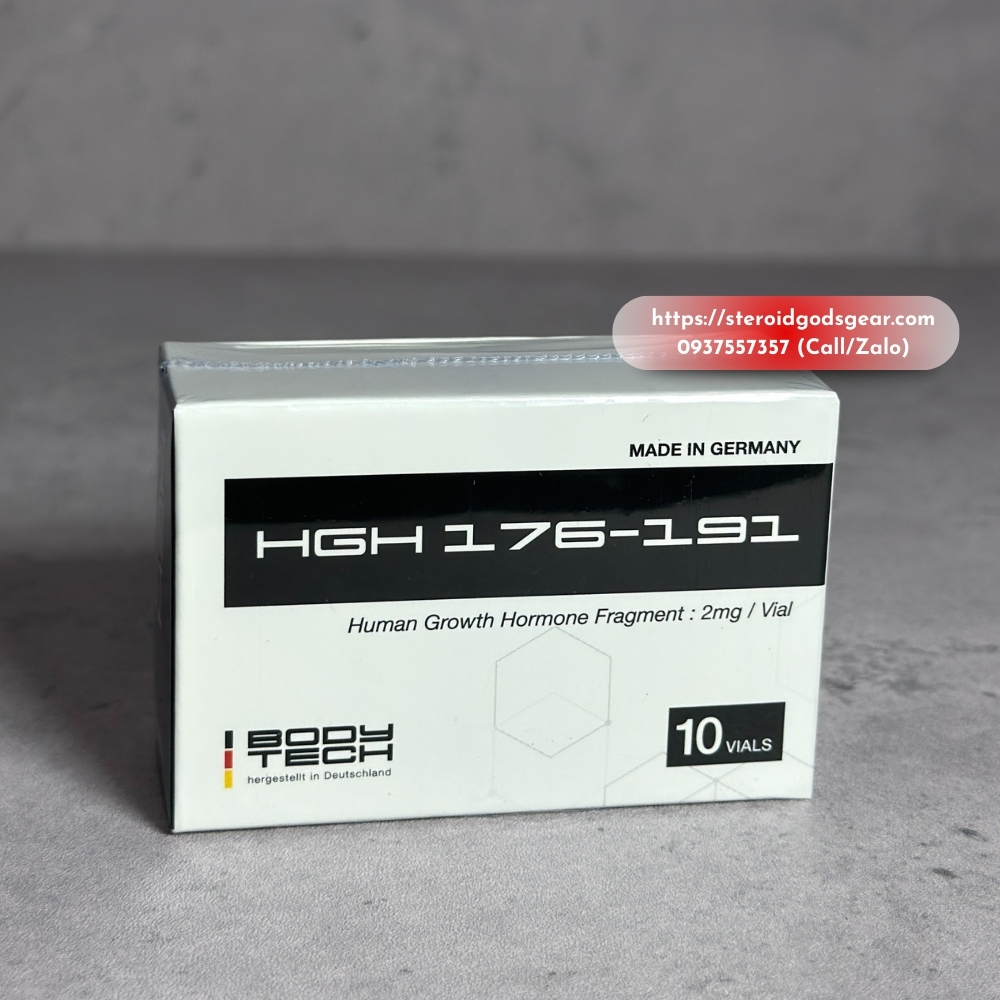 https://steroidgodsgear.com
0937557357 (Call/Zalo)
MADE IN GERMANY
HGH 176-191
Human Growth Hormone Fragment : 2mg / Vial
BODY
TECH
hergestellt in Deutschland
10 VIALS